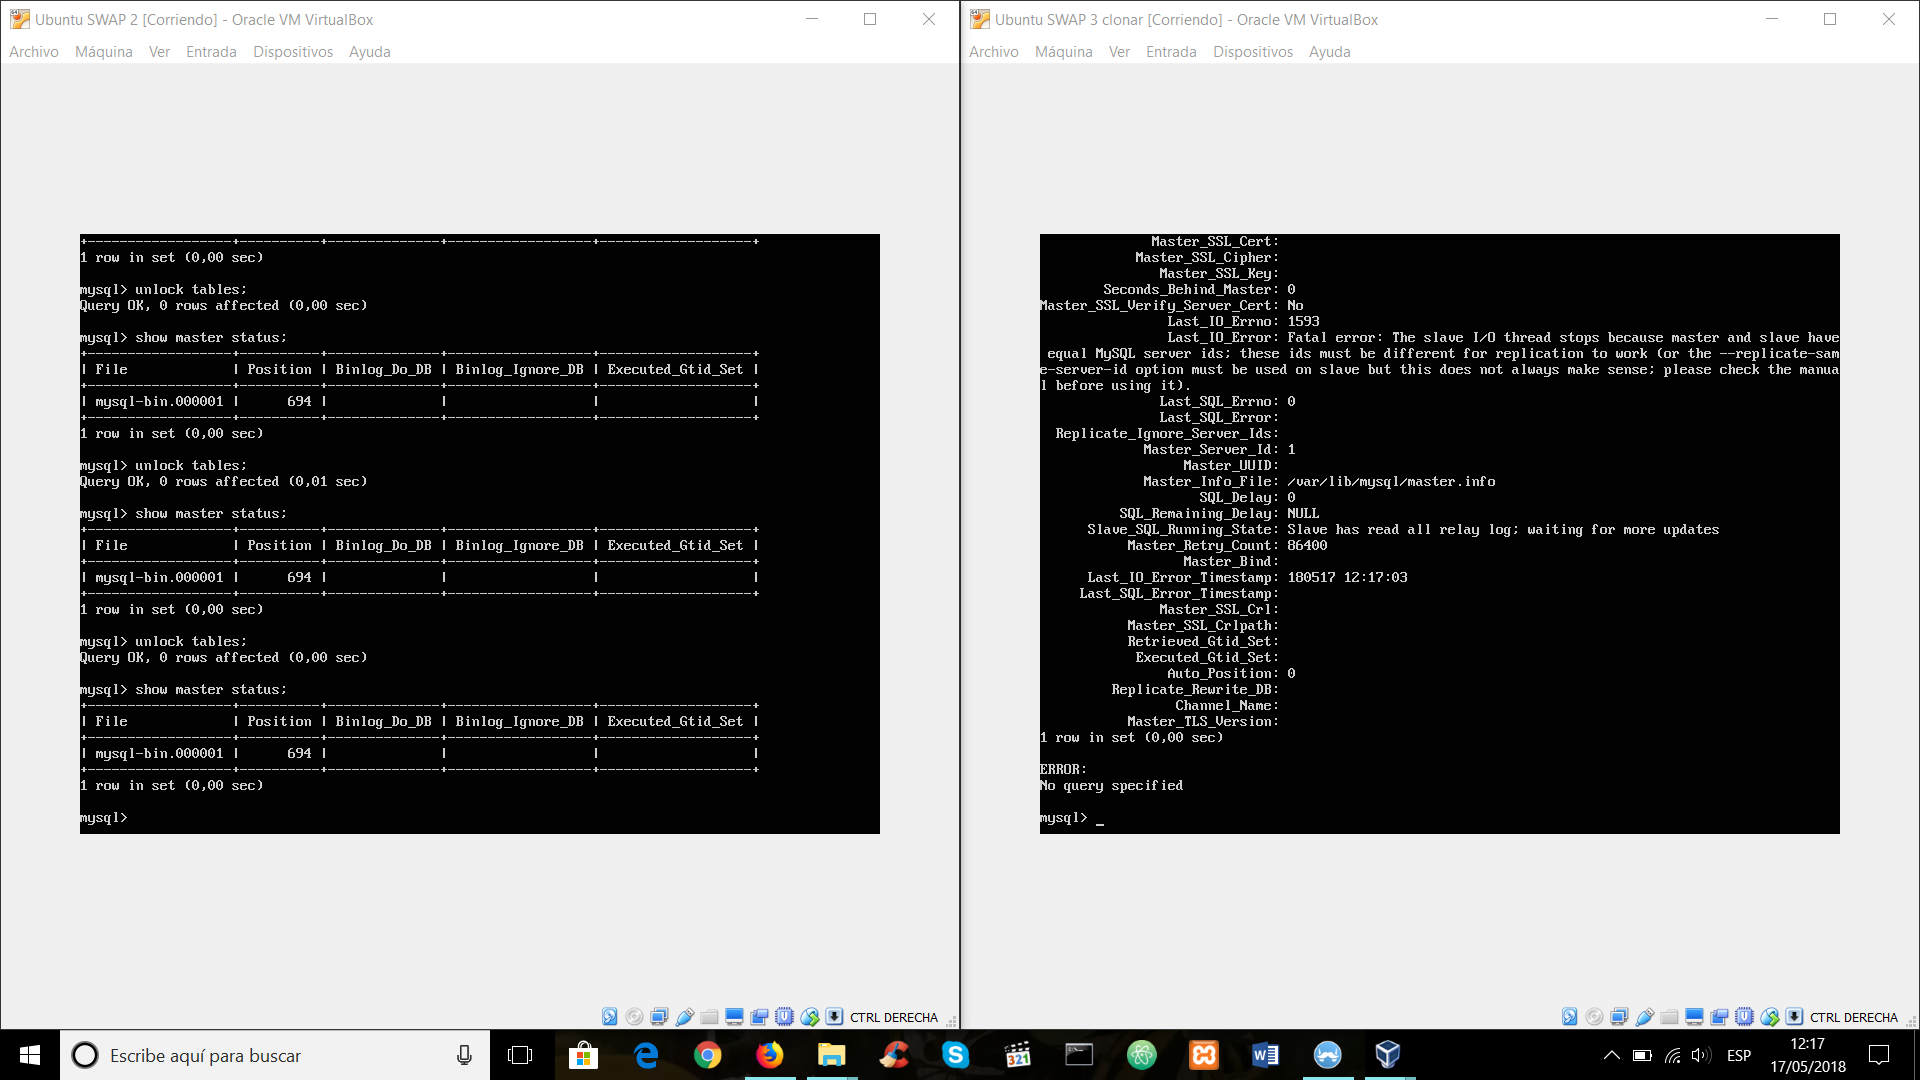 Ubuntu SWAP 2 [Corriendo] - Oracle VM VirtualBox
Archivo Máquina Ver Entrada Dispositivos Ayuda
+------------------+----------+--------------+------------------+-------------------+
1 row in set (0,00 sec)
mysql> unlock tables;
Query OK, 0 rows affected (0,00 sec)
mysql> show master status;
+------------------+----------+--------------+------------------+-------------------+
| File | Position | Binlog_Do_DB | Binlog_Ignore_DB | Executed_Gtid_Set |
+------------------+----------+--------------+------------------+-------------------+
| mysql-bin.000001 | 694 | | | |
+------------------+----------+--------------+------------------+-------------------+
1 row in set (0,00 sec)
mysql> unlock tables;
Query OK, 0 rows affected (0,01 sec)
mysql> show master status;
+------------------+----------+--------------+------------------+-------------------+
| File | Position | Binlog_Do_DB | Binlog_Ignore_DB | Executed_Gtid_Set |
+------------------+----------+--------------+------------------+-------------------+
| mysql-bin.000001 | 694 | | | |
+------------------+----------+--------------+------------------+-------------------+
1 row in set (0,00 sec)
mysql> unlock tables;
Query OK, 0 rows affected (0,00 sec)
mysql> show master status;
+------------------+----------+--------------+------------------+-------------------+
| File | Position | Binlog_Do_DB | Binlog_Ignore_DB | Executed_Gtid_Set |
+------------------+----------+--------------+------------------+-------------------+
| mysql-bin.000001 | 694 | | | |
+------------------+----------+--------------+------------------+-------------------+
1 row in set (0,00 sec)
mysql>
CTRL DERECHA
Ubuntu SWAP 3 clonar [Corriendo] - Oracle VM VirtualBox
Archivo Máquina Ver Entrada Dispositivos Ayuda
Master_SSL_Cert:
Master_SSL_Cipher:
Master_SSL_Key:
Seconds_Behind_Master: 0
Master_SSL_Verify_Server_Cert: No
Last_IO_Errno: 1593
Last_IO_Error: Fatal error: The slave I/O thread stops because master and slave have
equal MySQL server ids; these ids must be different for replication to work (or the --replicate-sam
e-server-id option must be used on slave but this does not always make sense; please check the manua
l before using it).
Last_SQL_Errno: 0
Last_SQL_Error:
Replicate_Ignore_Server_Ids:
Master_Server_Id: 1
Master_UUID:
Master_Info_File: /var/lib/mysql/master.info
SQL_Delay: 0
SQL_Remaining_Delay: NULL
Slave_SQL_Running_State: Slave has read all relay log; waiting for more updates
Master_Retry_Count: 86400
Master_Bind:
Last_IO_Error_Timestamp: 180517 12:17:03
Last_SQL_Error_Timestamp:
Master_SSL_Crl:
Master_SSL_Crlpath:
Retrieved_Gtid_Set:
Executed_Gtid_Set:
Auto_Position: 0
Replicate_Rewrite_DB:
Channel_Name:
Master_TLS_Version:
1 row in set (0,00 sec)
ERROR:
No query specified
mysql> _
CTRL DERECHA
Escribe aquí para buscar
321
ESP
12:17
17/05/2018